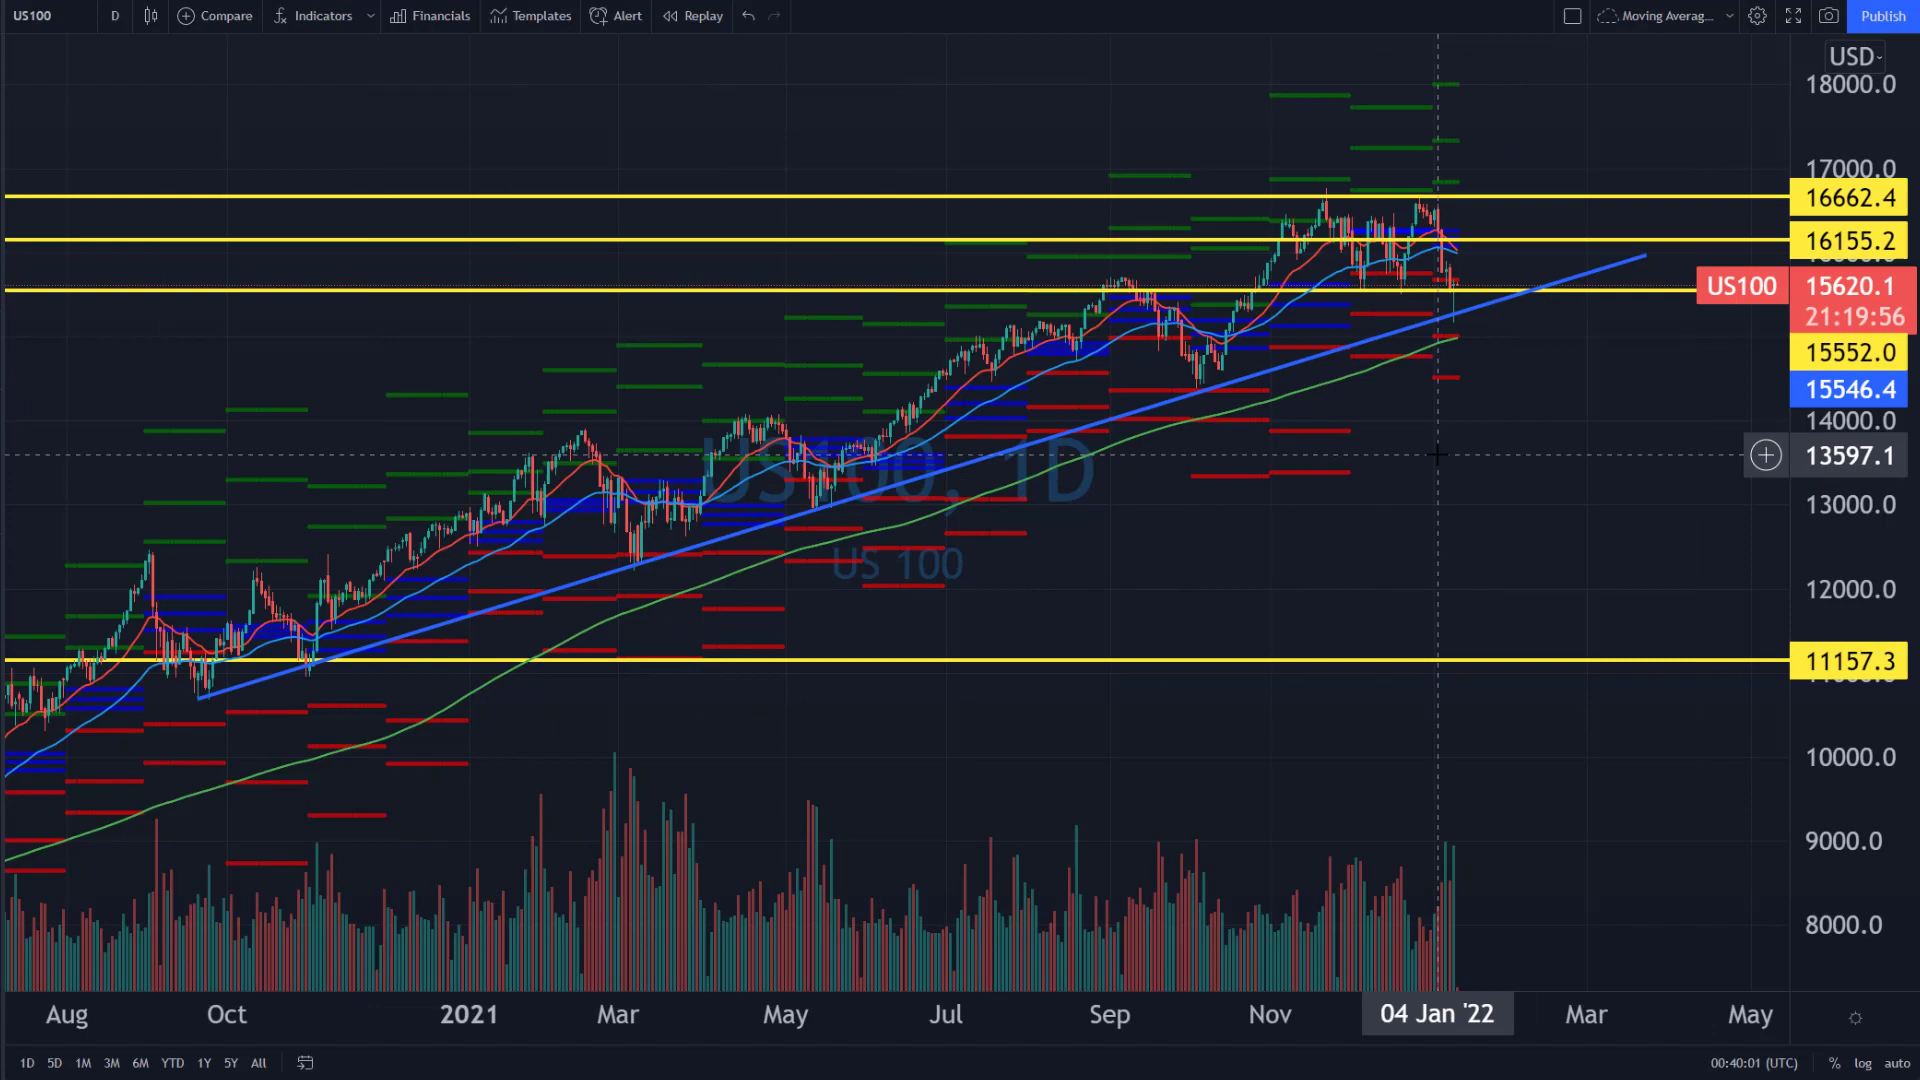 US100 D Compare Indicators Financials Templates Alert Replay Moving Averag... Publish
USD
18000.0
17000.0
16662.4
16155.2
US100 15620.1
21:19:56
15552.0
15546.4
14000.0
13597.1
13000.0
12000.0
11157.3
10000.0
9000.0
8000.0
US100, 1D
US 100
Aug Oct 2021 Mar May Jul Sep Nov 04 Jan '22 Mar May
1D 5D 1M 3M 6M YTD 1Y 5Y All 00:40:01 (UTC) % log auto